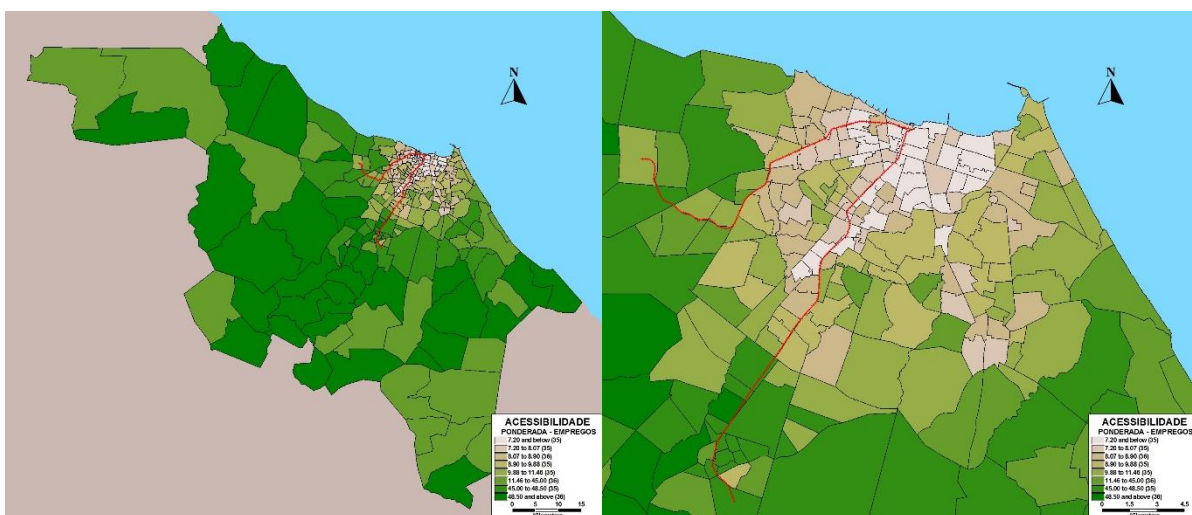 N
ACESSIBILIDADE
PONDERADA - EMPREGOS
7.20 and below (35)
7.20 to 8.07 (35)
8.07 to 8.90 (36)
8.90 to 9.88 (35)
9.88 to 11.46 (35)
11.46 to 45.00 (36)
45.00 to 48.50 (35)
48.50 and above (36)
0 5 10 15
N
ACESSIBILIDADE
PONDERADA - EMPREGOS
7.20 and below (35)
7.20 to 8.07 (35)
8.07 to 8.90 (36)
8.90 to 9.88 (35)
9.88 to 11.46 (35)
11.46 to 45.00 (36)
45.00 to 48.50 (35)
48.50 and above (36)
0 1.5 3 4.5